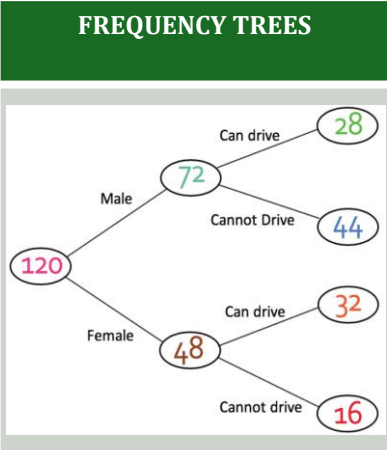 FREQUENCY TREES
Can drive
28
72
Male
Cannot Drive
44
120
Can drive
32
Female
48
Cannot drive
16